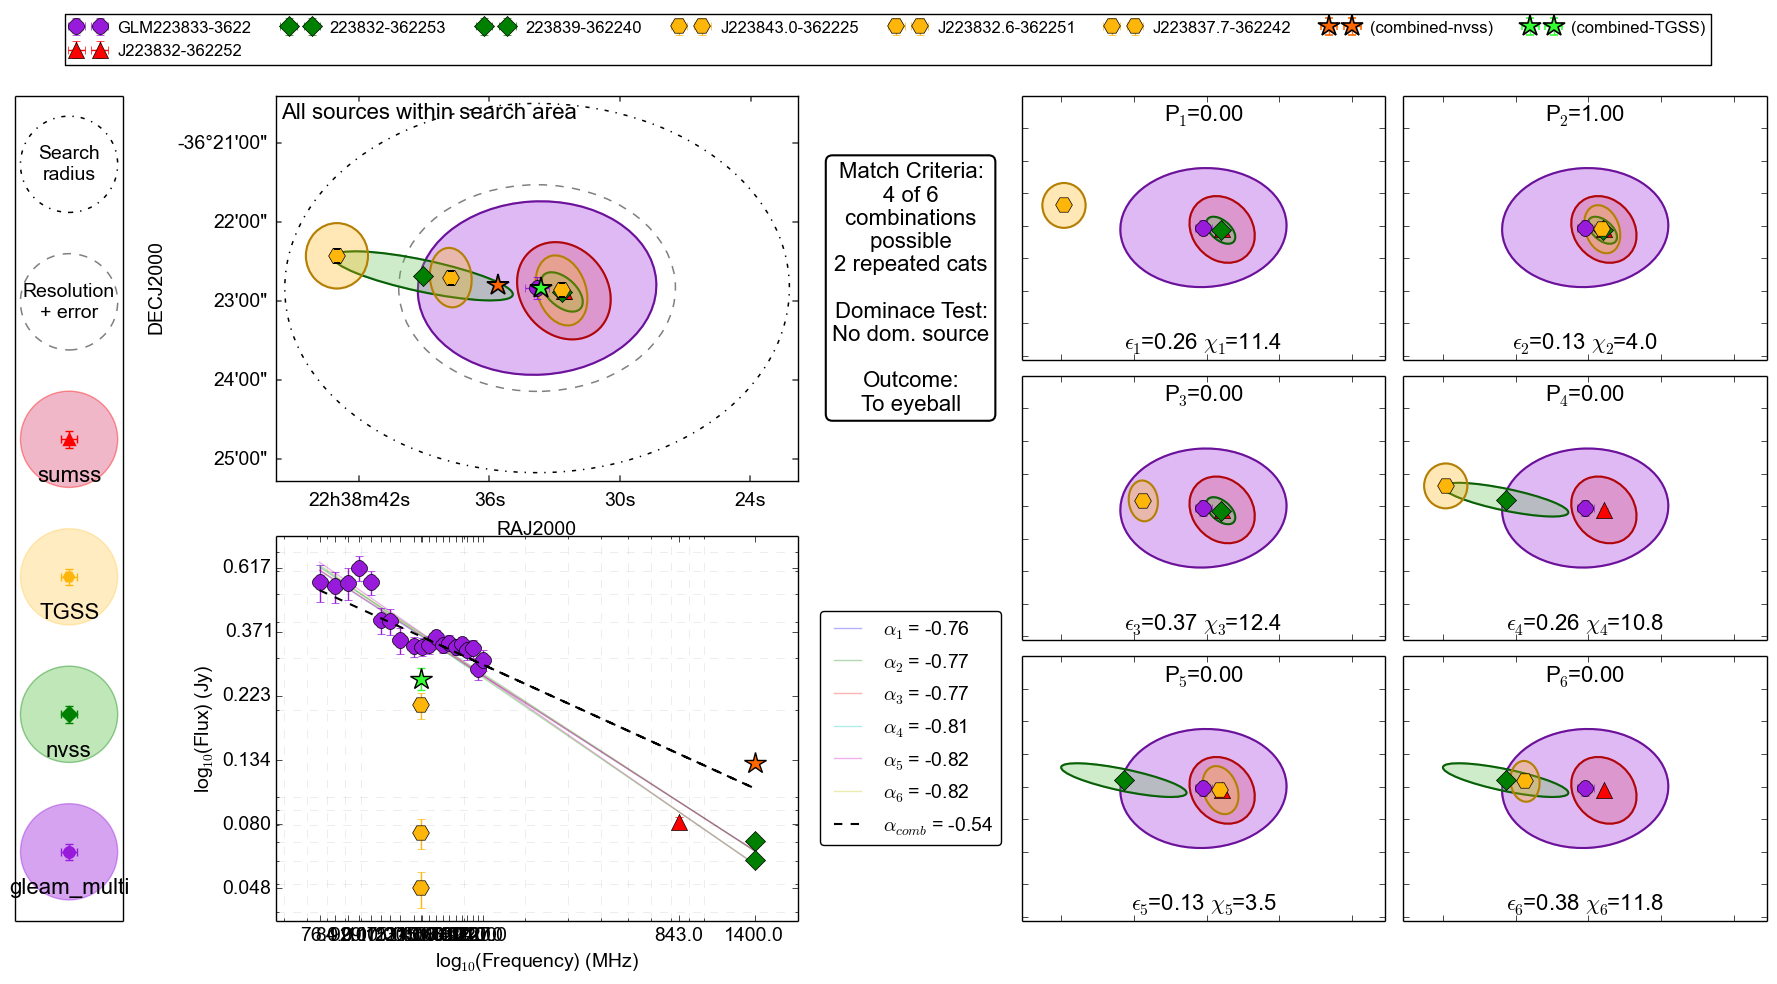 GLM223833-3622 223832-362253 223839-362240 J223843.0-362225 J223832.6-362251 J223837.7-362242 (combined-nvss) (combined-TGSS)
J223832-362252
Search
radius
Resolution
+ error
sumss
TGSS
nvss
gleam_multi
All sources within search area
DECJ2000
-36°21'00"
22'00"
23'00"
24'00"
25'00"
22h38m42s 36s 30s 24s
RAJ2000
log10(Flux) (Jy)
0.617
0.371
0.223
0.134
0.080
0.048
843.0 1400.0
log10(Frequency) (MHz)
Match Criteria:
4 of 6
combinations
possible
2 repeated cats
Dominace Test:
No dom. source
Outcome:
To eyeball
α1 = -0.76
α2 = -0.77
α3 = -0.77
α4 = -0.81
α5 = -0.82
α6 = -0.82
αcomb = -0.54
P1=0.00
ϵ1=0.26 χ1=11.4
P2=1.00
ϵ2=0.13 χ2=4.0
P3=0.00
ϵ3=0.37 χ3=12.4
P4=0.00
ϵ4=0.26 χ4=10.8
P5=0.00
ϵ5=0.13 χ5=3.5
P6=0.00
ϵ6=0.38 χ6=11.8